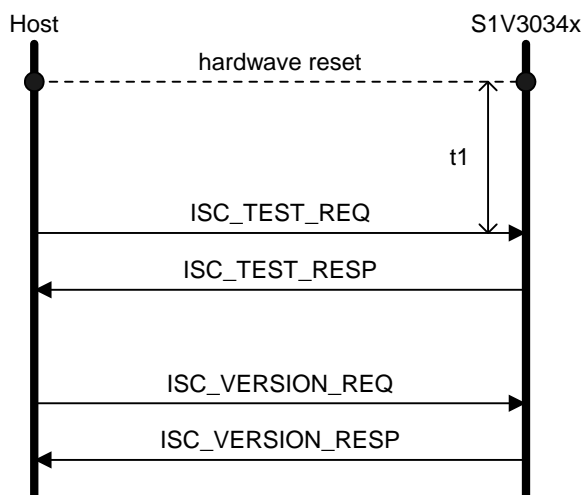 Host
S1V3034x
hardwave reset
t1
ISC_TEST_REQ
ISC_TEST_RESP
ISC_VERSION_REQ
ISC_VERSION_RESP